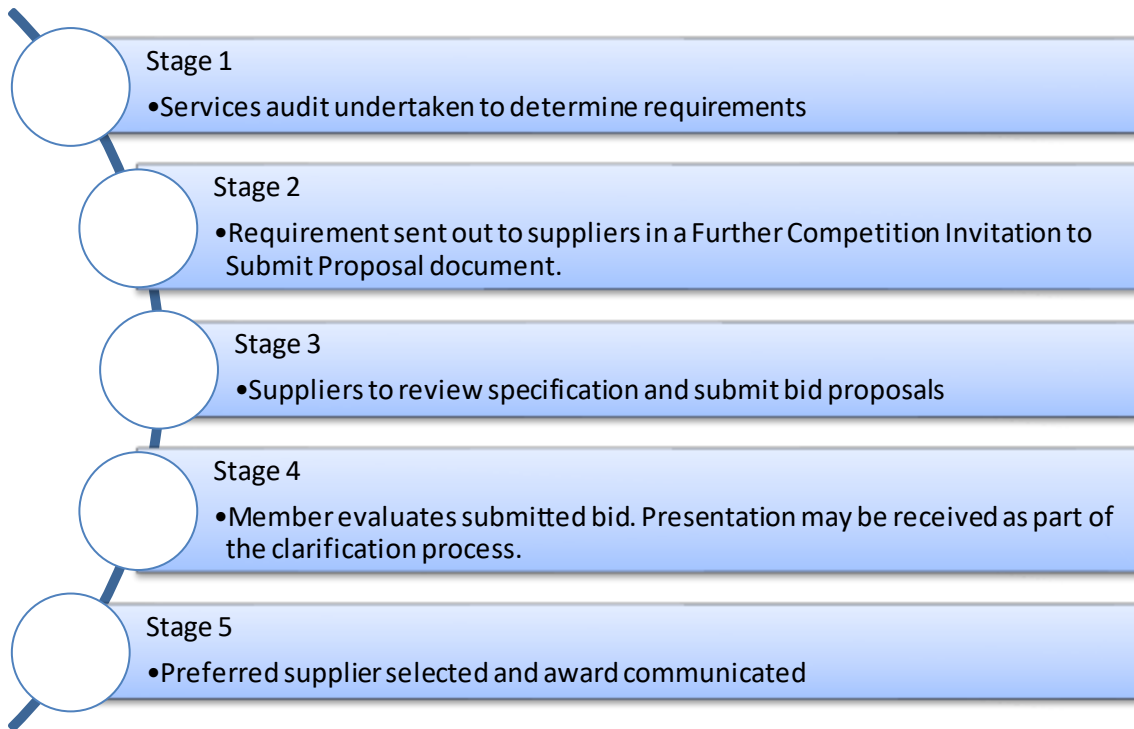 Stage 1
•Services audit undertaken to determine requirements
Stage 2
•Requirement sent out to suppliers in a Further Competition Invitation to
Submit Proposal document.
Stage 3
•Suppliers to review specification and submit bid proposals
Stage 4
•Member evaluates submitted bid. Presentation may be received as part of
the clarification process.
Stage 5
•Preferred supplier selected and award communicated